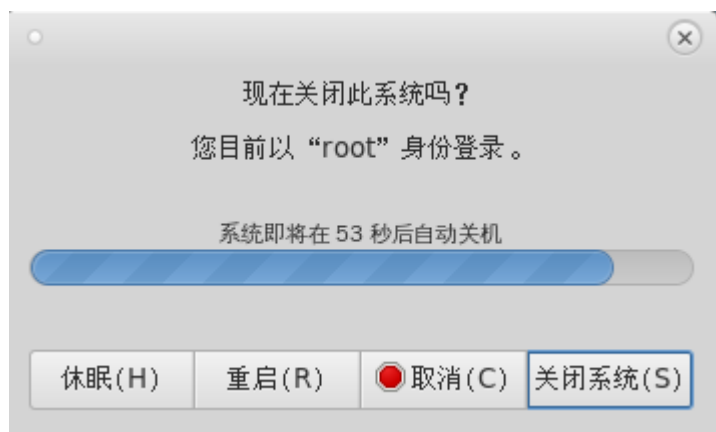 现在关闭此系统吗?
您目前以“root”身份登录。
系统即将在 53 秒后自动关机
休眠(H) 重启(R) 取消(C) 关闭系统(S)